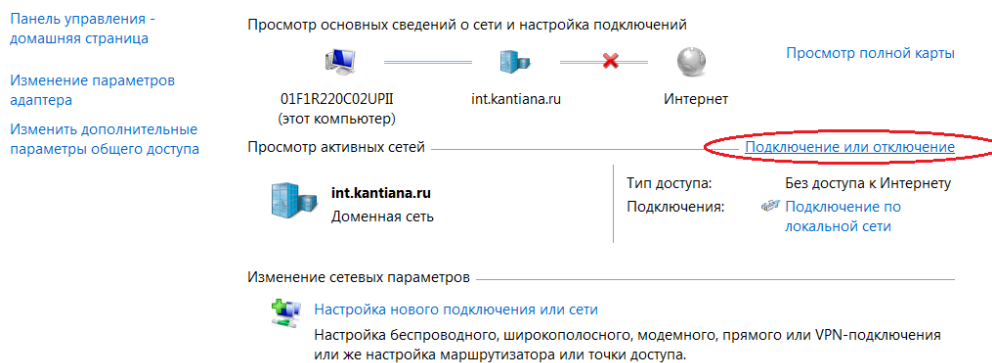 Панель управления -
домашняя страница
Изменение параметров
адаптера
Изменить дополнительные
параметры общего доступа
Просмотр основных сведений о сети и настройка подключений
Просмотр полной карты
01F1R220C02UPII
(этот компьютер)
int.kantiana.ru
Интернет
Просмотр активных сетей
Подключение или отключение
int.kantiana.ru
Доменная сеть
Тип доступа: Без доступа к Интернету
Подключения: Подключение по
локальной сети
Изменение сетевых параметров
Настройка нового подключения или сети
Настройка беспроводного, широкополосного, модемного, прямого или VPN-подключения
или же настройка маршрутизатора или точки доступа.